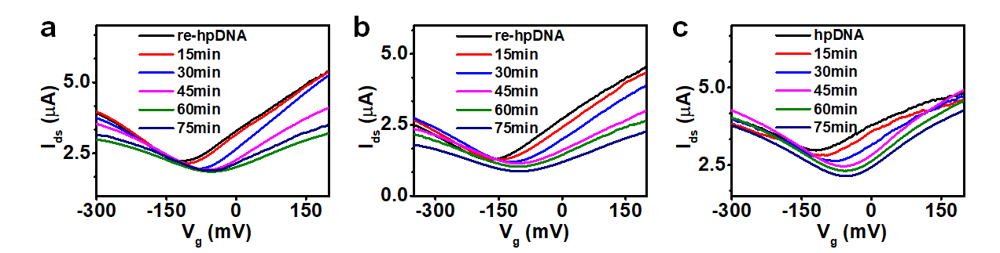 a
re-hpDNA
15min
30min
45min
60min
75min
5.0
2.5
I_ds (μA)
-300 -150 0 150
V_g (mV)
b
re-hpDNA
15min
30min
45min
60min
75min
5.0
2.5
0.0
I_ds (μA)
-300 -150 0 150
V_g (mV)
c
hpDNA
15min
30min
45min
60min
75min
5.0
2.5
I_ds (μA)
-300 -150 0 150
V_g (mV)